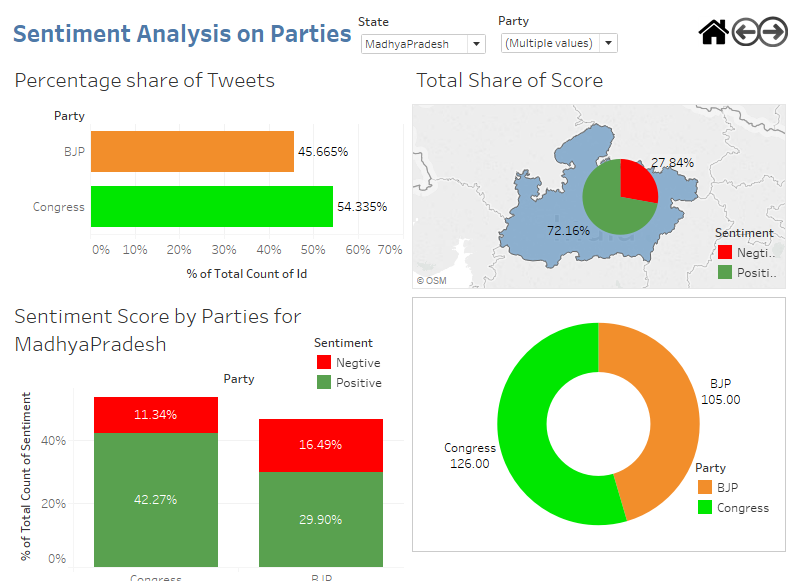 Sentiment Analysis on Parties
State
MadhyaPradesh
Party
(Multiple values)
Percentage share of Tweets
Party
BJP
45.665%
Congress
54.335%
0% 10% 20% 30% 40% 50% 60% 70%
% of Total Count of Id
Total Share of Score
27.84%
72.16%
Sentiment
Negti..
Positi..
© OSM
Sentiment Score by Parties for
MadhyaPradesh
Sentiment
Negtive
Positive
Party
% of Total Count of Sentiment
40%
20%
0%
11.34%
42.27%
16.49%
29.90%
Congress BJP
BJP
105.00
Congress
126.00
Party
BJP
Congress